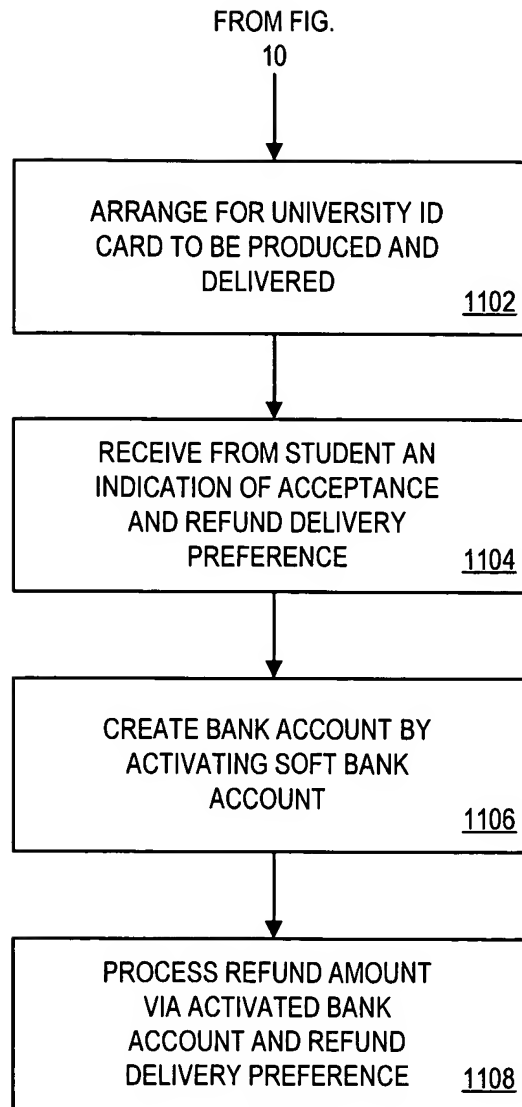 FROM FIG.
10
ARRANGE FOR UNIVERSITY ID
CARD TO BE PRODUCED AND
DELIVERED
1102
RECEIVE FROM STUDENT AN
INDICATION OF ACCEPTANCE
AND REFUND DELIVERY
PREFERENCE
1104
CREATE BANK ACCOUNT BY
ACTIVATING SOFT BANK
ACCOUNT
1106
PROCESS REFUND AMOUNT
VIA ACTIVATED BANK
ACCOUNT AND REFUND
DELIVERY PREFERENCE
1108